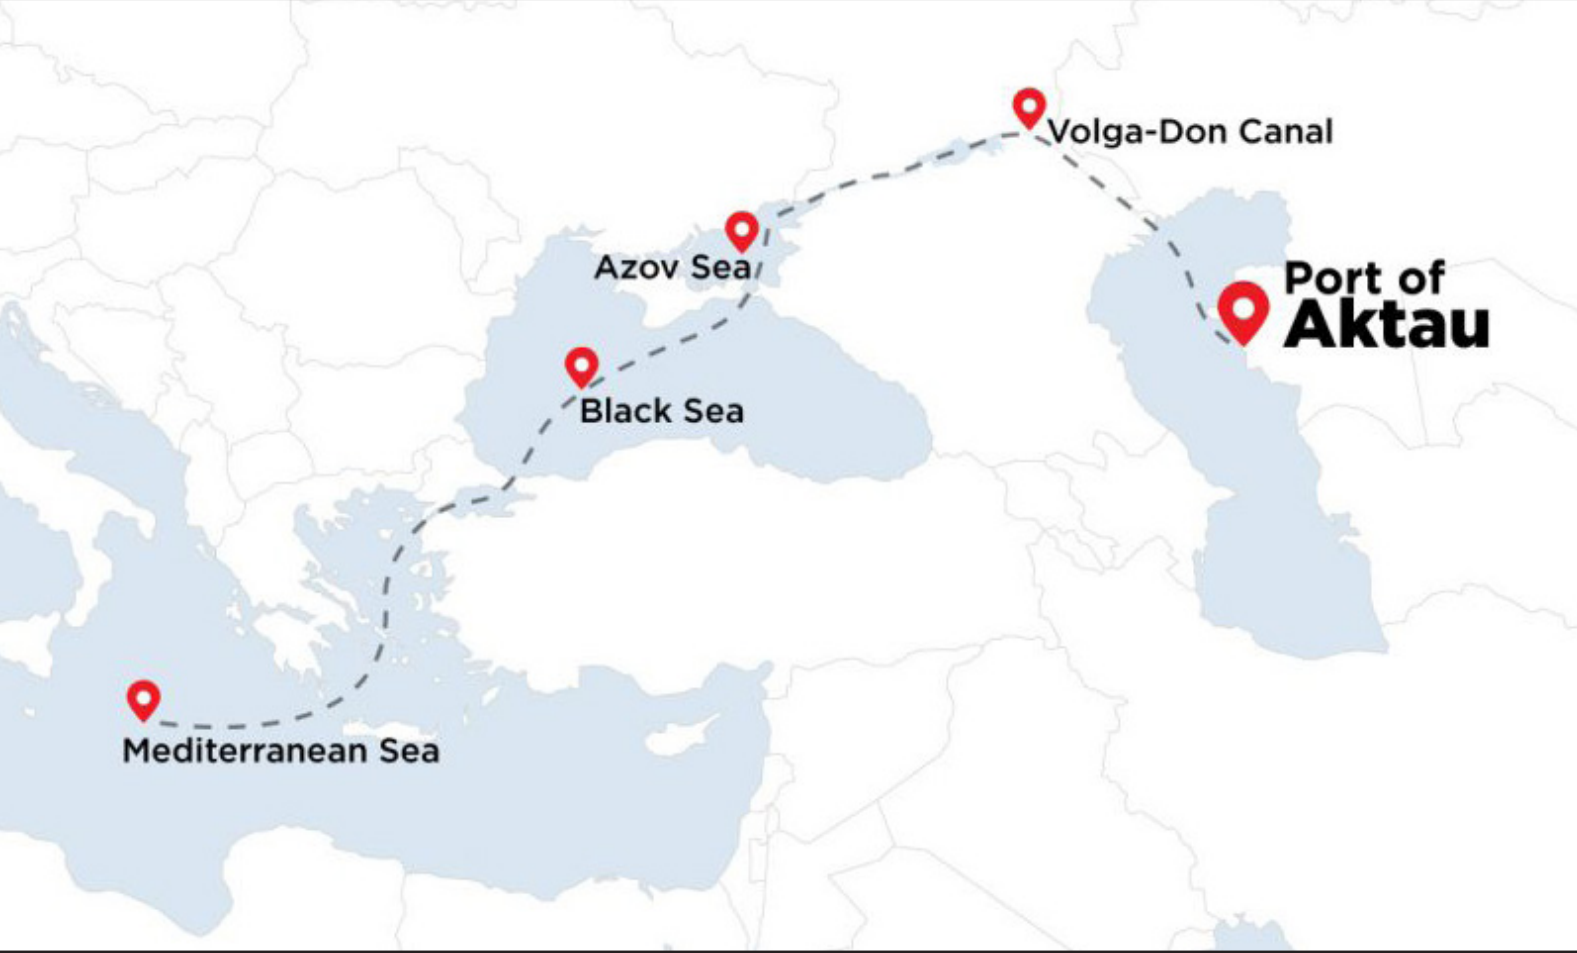 Volga-Don Canal
Azov Sea
Port of
Aktau
Black Sea
Mediterranean Sea